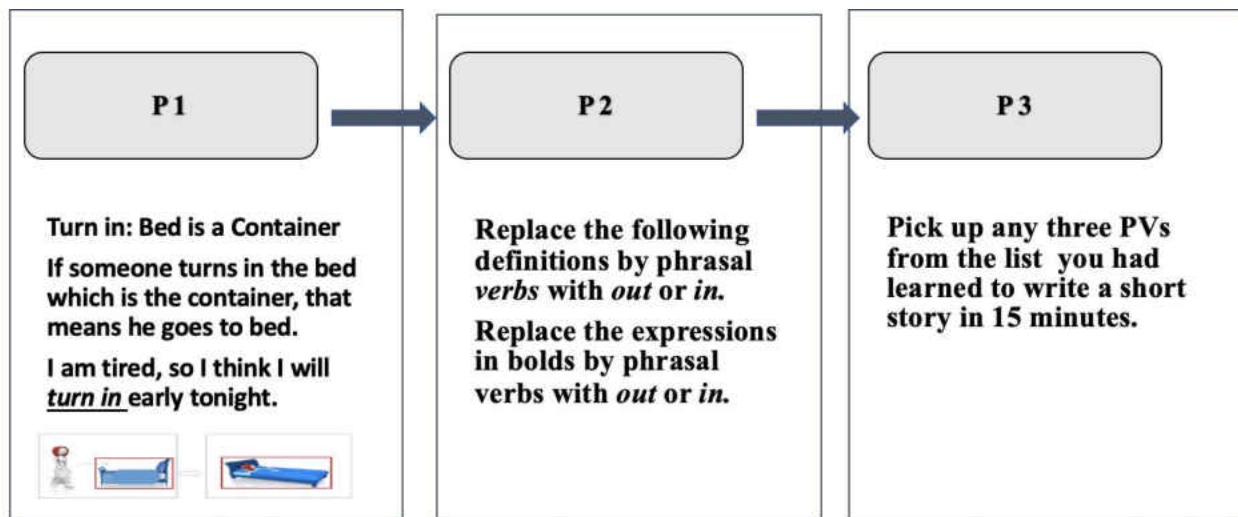 P 1
Turn in: Bed is a Container
If someone turns in the bed
which is the container, that
means he goes to bed.
I am tired, so I think I will
turn in early tonight.
P 2
Replace the following
definitions by phrasal
verbs with out or in.
Replace the expressions
in bolds by phrasal
verbs with out or in.
P 3
Pick up any three PVs
from the list you had
learned to write a short
story in 15 minutes.